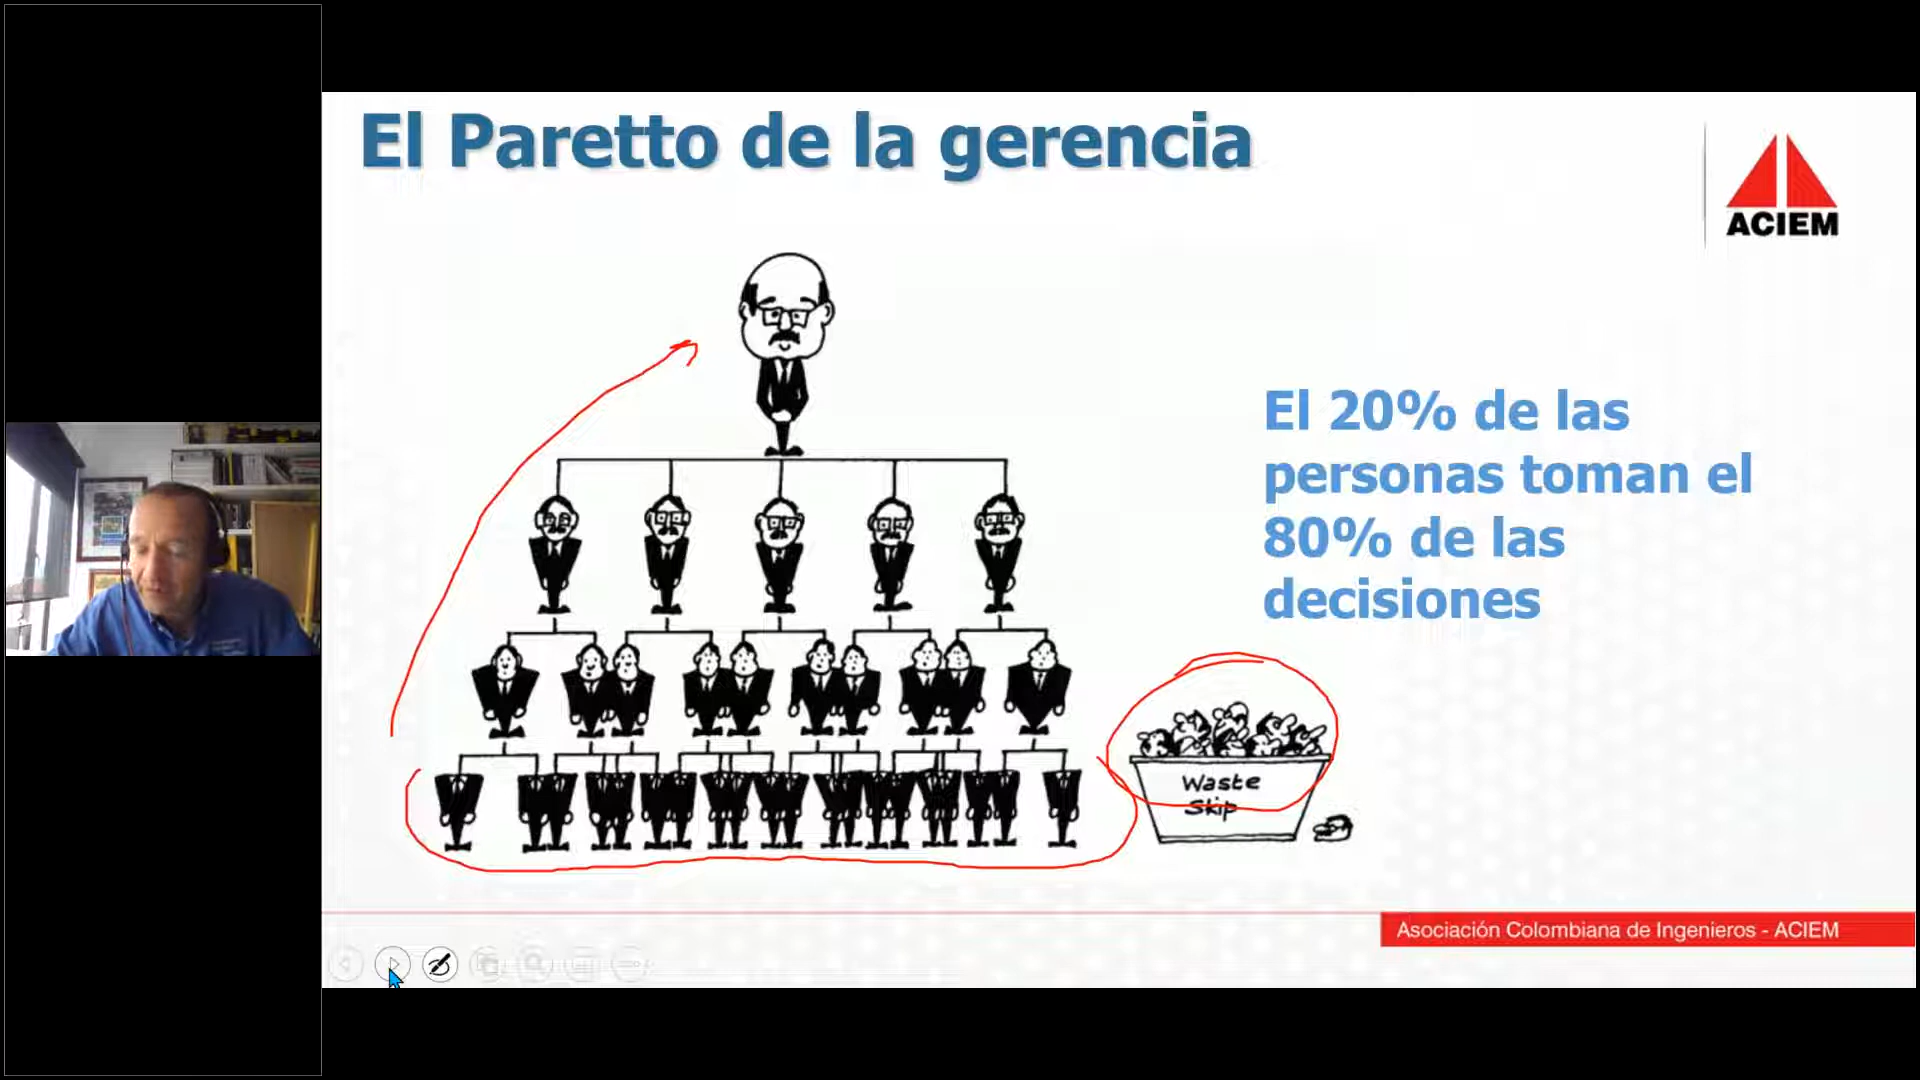 El Paretto de la gerencia
ACIEM
El 20% de las
personas toman el
80% de las
decisiones
Waste
Skip
Asociación Colombiana de Ingenieros - ACIEM